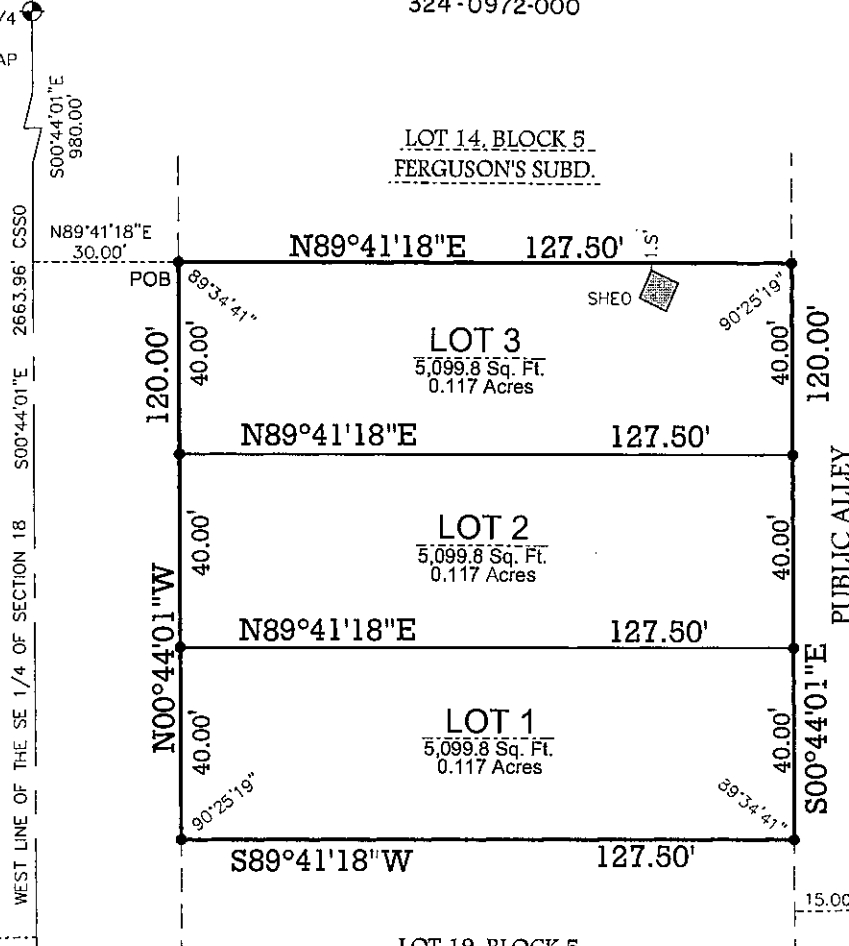 324-0972-000
/4
AP
S00°44'01"E
980.00'
LOT 14, BLOCK 5
FERGUSON'S SUBD.
N89°41'18"E
30.00'
N89°41'18"E 127.50'
1.5'
POB
89°34'41"
SHED
90°25'19"
LOT 3
5,099.8 Sq. Ft.
0.117 Acres
120.00'
40.00'
40.00'
120.00'
N89°41'18"E 127.50'
LOT 2
5,099.8 Sq. Ft.
0.117 Acres
40.00'
40.00'
PUBLIC ALLEY
N89°41'18"E 127.50'
N00°44'01"W
LOT 1
5,099.8 Sq. Ft.
0.117 Acres
40.00'
40.00'
S00°44'01"E
90°25'19"
89°34'41"
S89°41'18"W 127.50'
15.00
WEST LINE OF THE SE 1/4 OF SECTION 18 S00°44'01"E 2663.96 CSSO
LOT 19, BLOCK 5